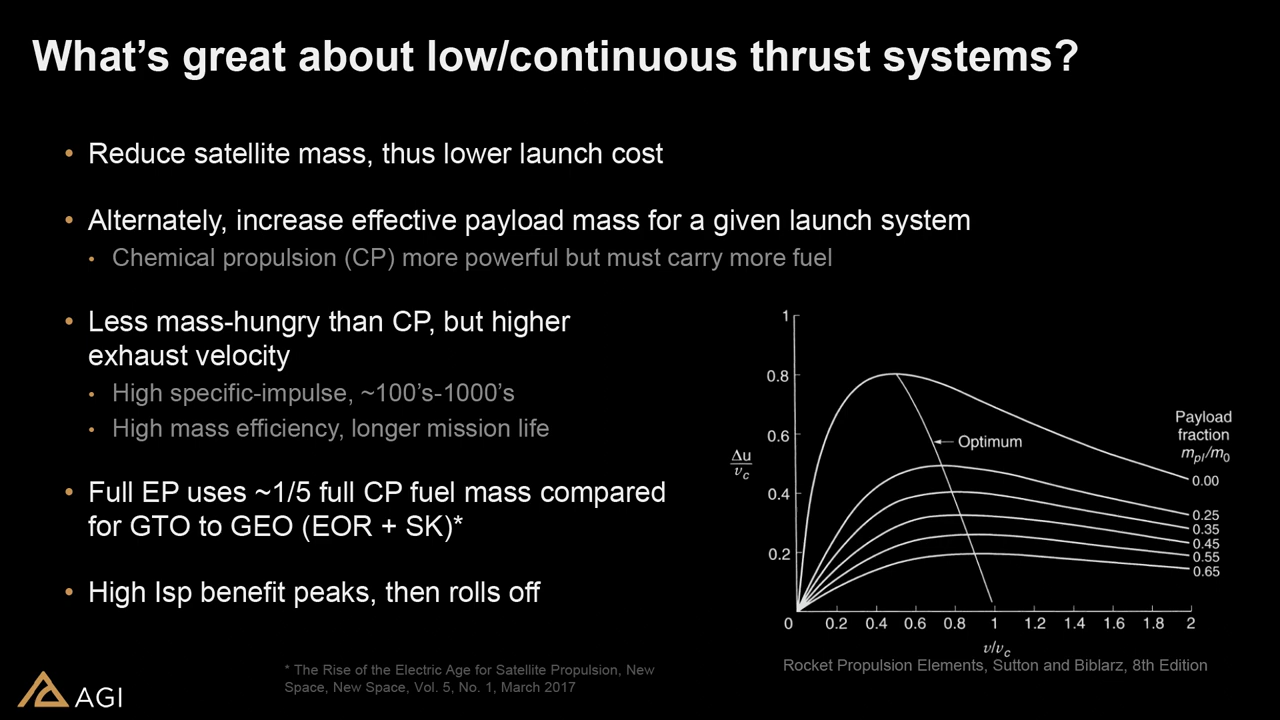 What’s great about low/continuous thrust systems?
• Reduce satellite mass, thus lower launch cost
• Alternately, increase effective payload mass for a given launch system
• Chemical propulsion (CP) more powerful but must carry more fuel
• Less mass-hungry than CP, but higher
exhaust velocity
• High specific-impulse, ~100’s-1000’s
• High mass efficiency, longer mission life
• Full EP uses ~1/5 full CP fuel mass compared
for GTO to GEO (EOR + SK)*
• High Isp benefit peaks, then rolls off
1
0.8
0.6
0.4
0.2
Δu
v_c
Optimum
Payload
fraction
m_pl/m_0
0.00
0.25
0.35
0.45
0.55
0.65
0 0.2 0.4 0.6 0.8 1 1.2 1.4 1.6 1.8 2
v/v_c
Rocket Propulsion Elements, Sutton and Biblarz, 8th Edition
* The Rise of the Electric Age for Satellite Propulsion, New
Space, New Space, Vol. 5, No. 1, March 2017
AGI